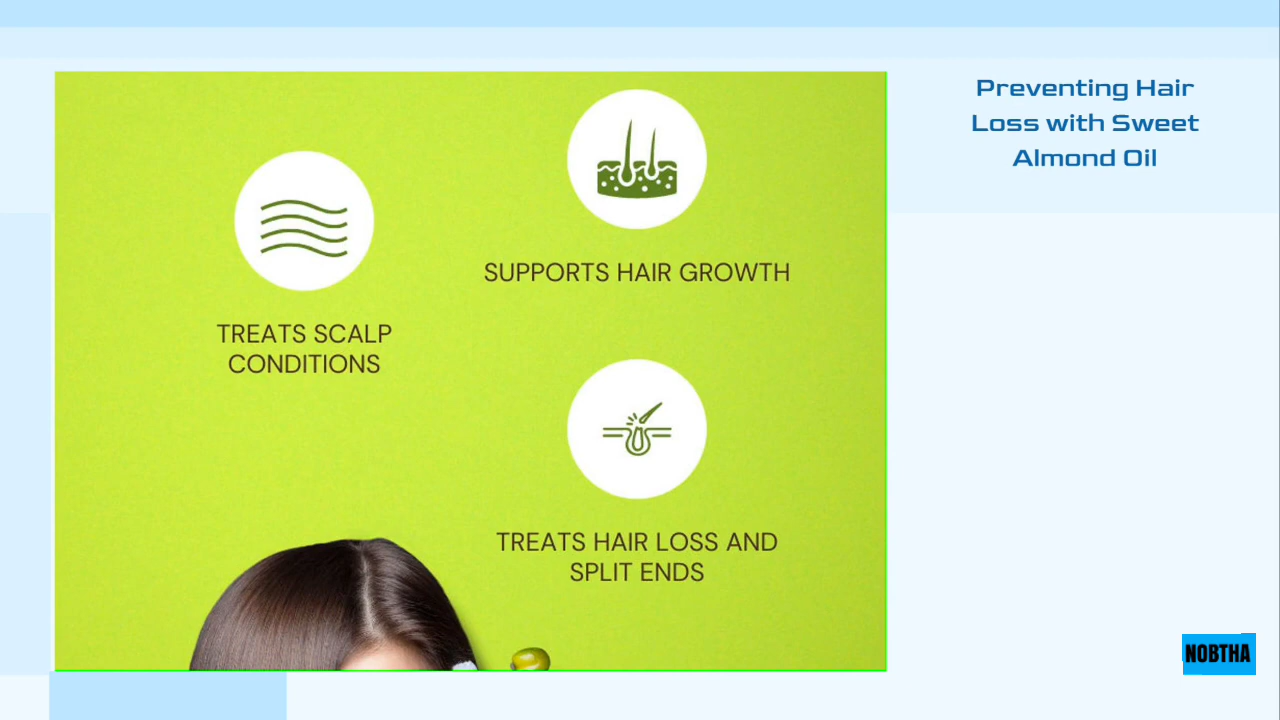 Preventing Hair
Loss with Sweet
Almond Oil
SUPPORTS HAIR GROWTH
TREATS SCALP
CONDITIONS
TREATS HAIR LOSS AND
SPLIT ENDS
NOBTHA